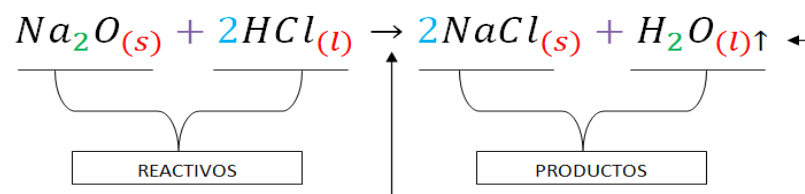 Na₂O(s) + 2HCl(l) → 2NaCl(s) + H₂O(l)↑ ←
REACTIVOS PRODUCTOS